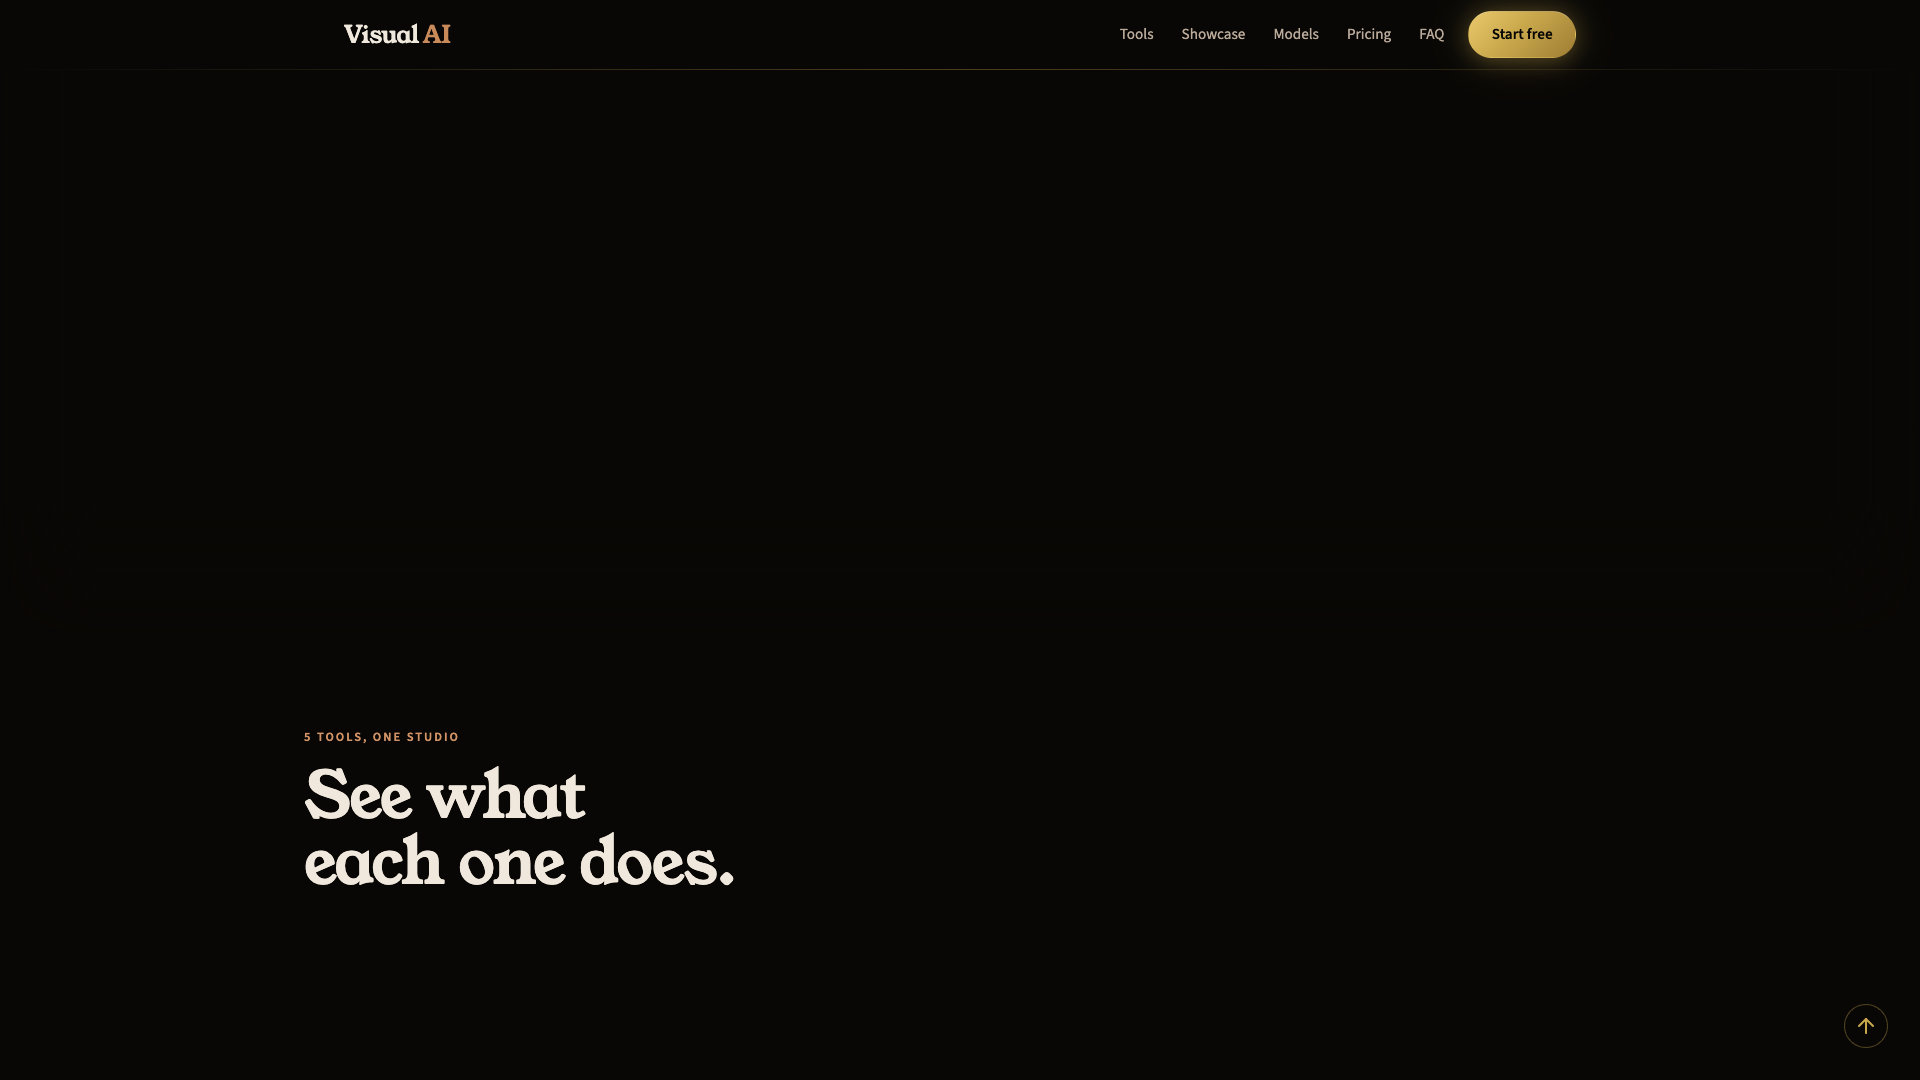 Visual AI
Tools
Showcase
Models
Pricing
FAQ
Start free
5 TOOLS, ONE STUDIO
See what
each one does.